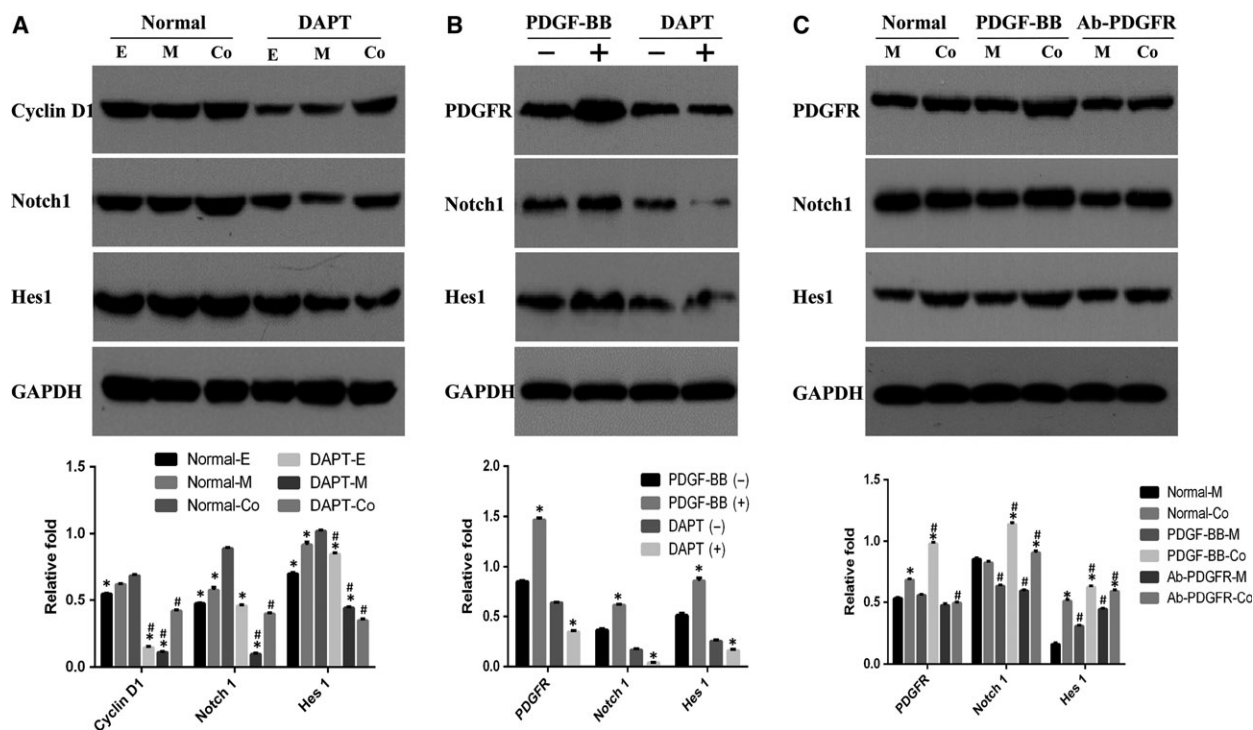 A
Normal DAPT
E M Co E M Co
Cyclin D1
Notch1
Hes1
GAPDH
Relative fold
1.5
1.0
0.5
0.0
Normal-E
Normal-M
Normal-Co
DAPT-E
DAPT-M
DAPT-Co
* # * # * # * * * # * # * * # * # * #
Cyclin D1 Notch 1 Hes 1
B
PDGF-BB DAPT
− + − +
PDGFR
Notch1
Hes1
GAPDH
Relative fold
2.0
1.5
1.0
0.5
0.0
PDGF-BB (−)
PDGF-BB (+)
DAPT (−)
DAPT (+)
* * * * * *
PDGFR Notch 1 Hes 1
C
Normal PDGF-BB Ab-PDGFR
M Co M Co M Co
PDGFR
Notch1
Hes1
GAPDH
Relative fold
1.5
1.0
0.5
0.0
Normal-M
Normal-Co
PDGF-BB-M
PDGF-BB-Co
Ab-PDGFR-M
Ab-PDGFR-Co
* # * # # # * # # * * # # * # # *
PDGFR Notch 1 Hes 1